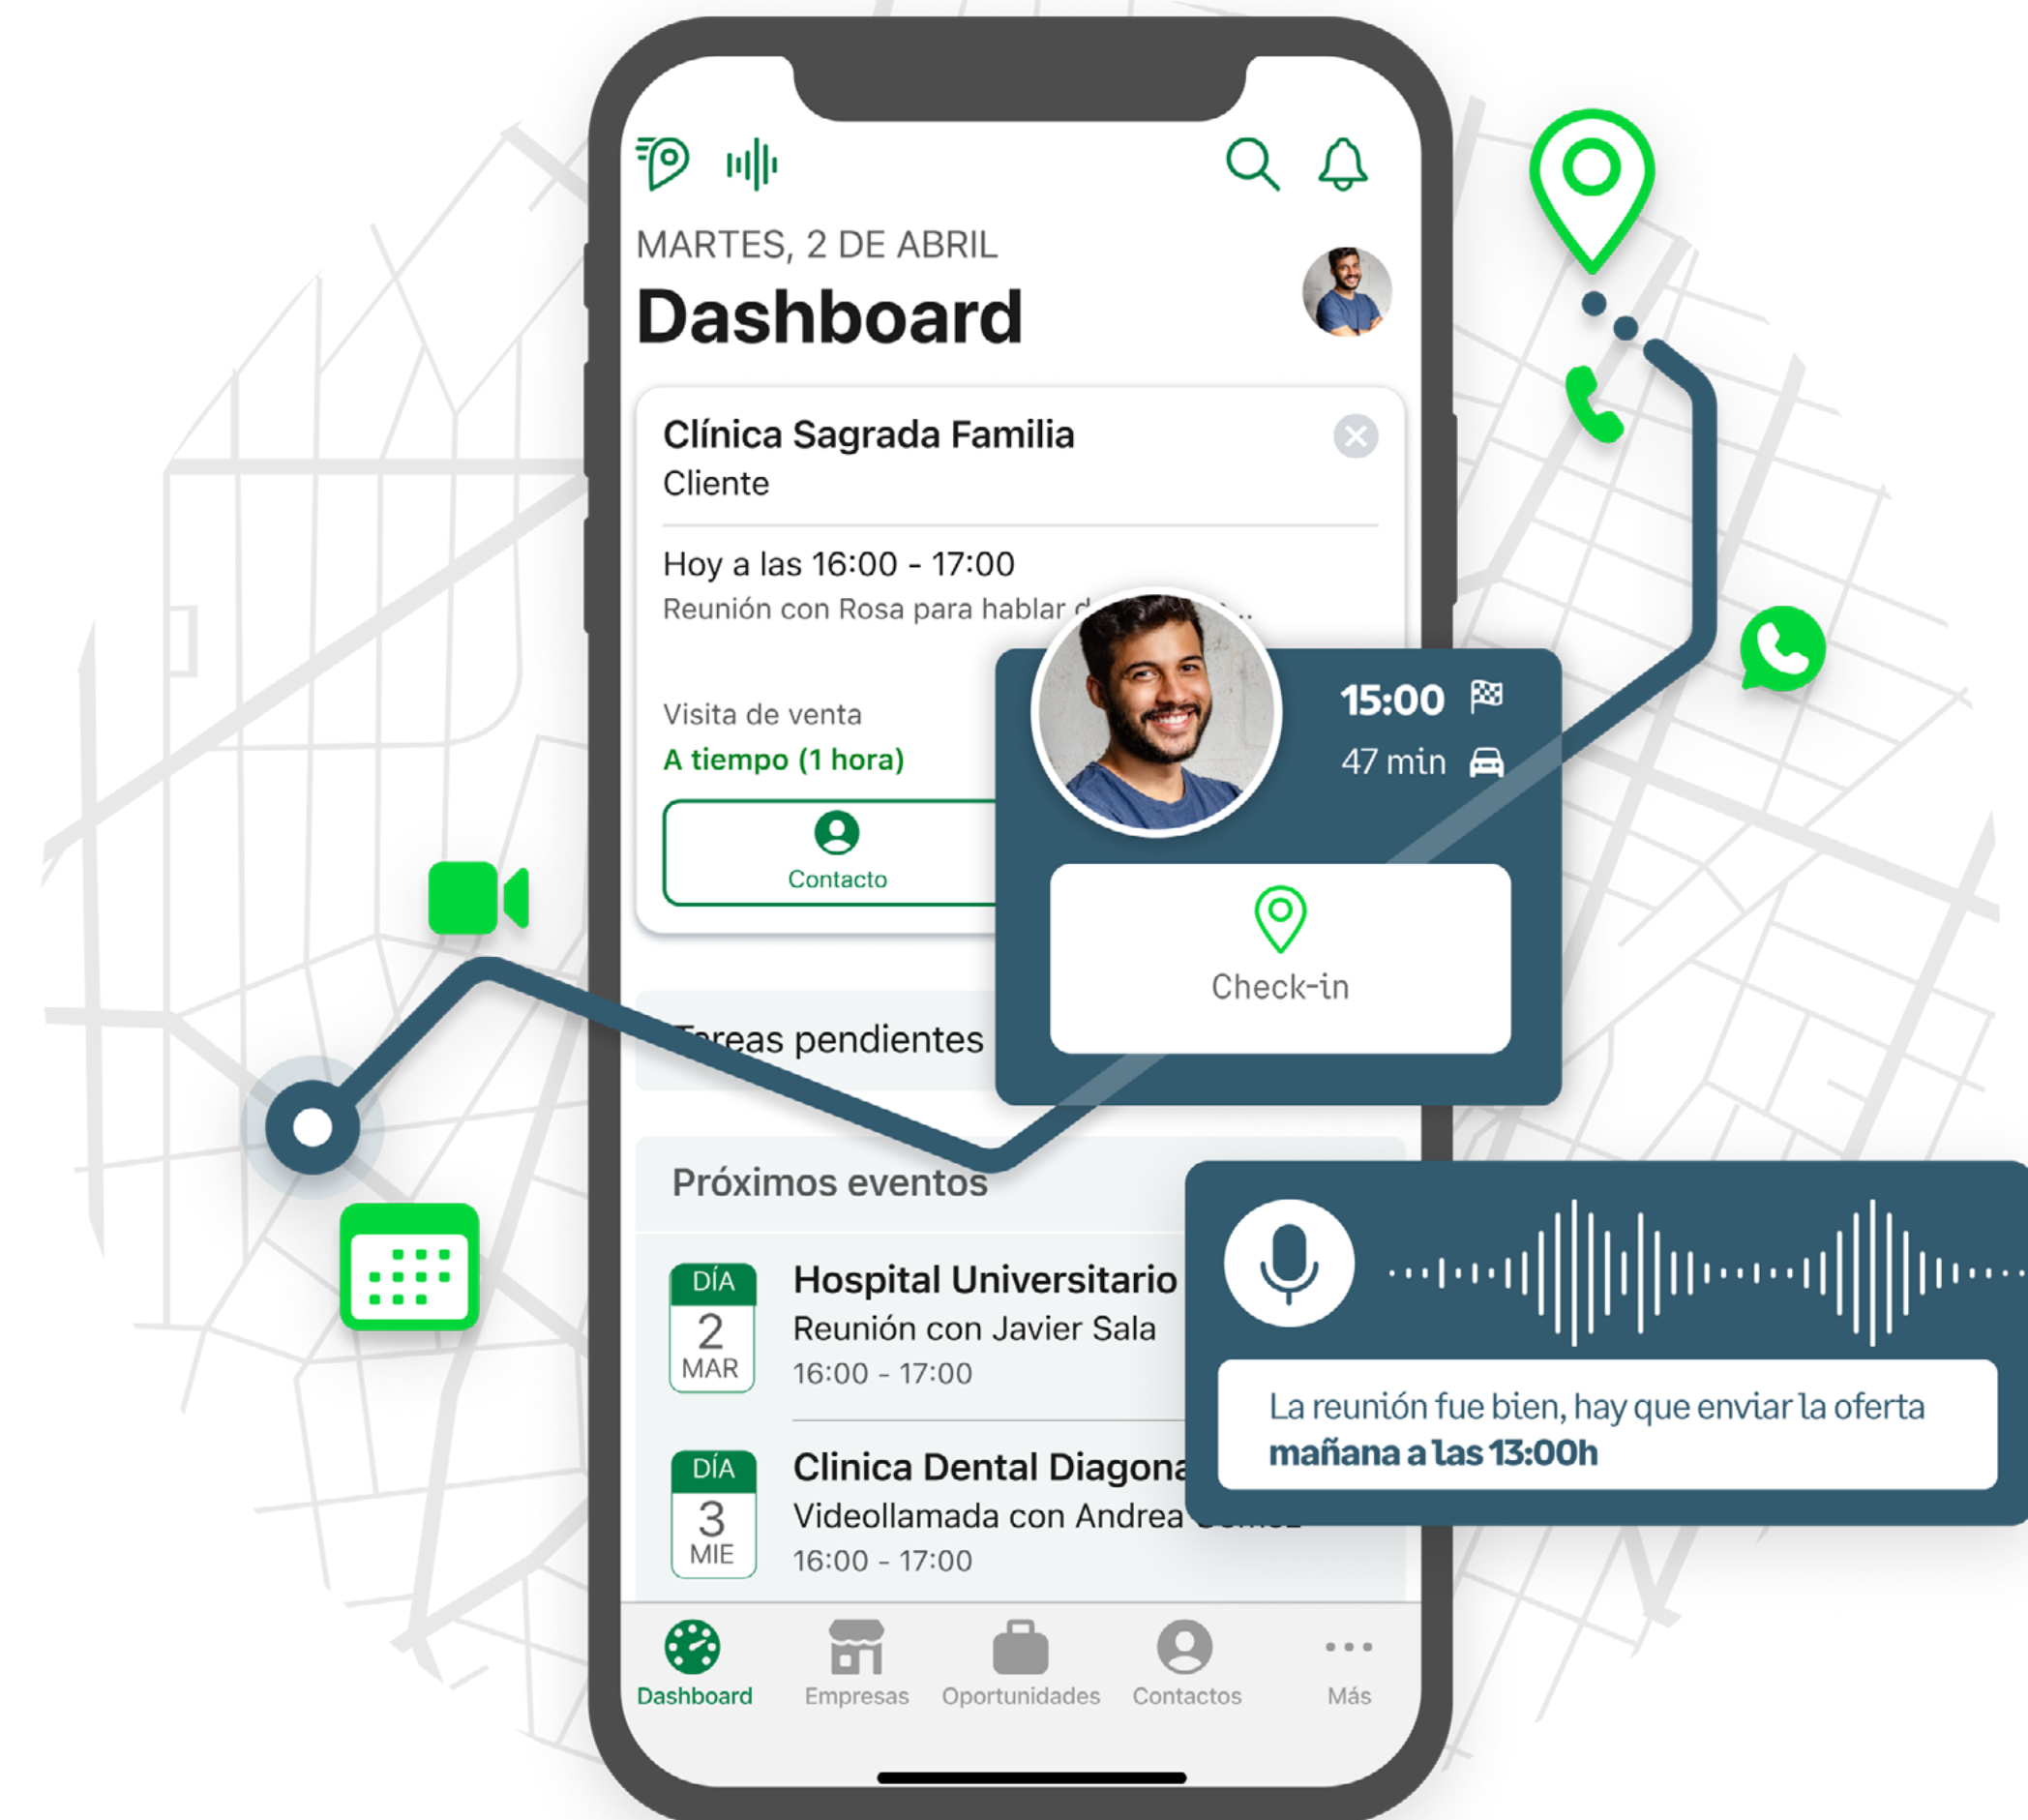 MARTES, 2 DE ABRIL
Dashboard
Clínica Sagrada Familia
Cliente
Hoy a las 16:00 - 17:00
Reunión con Rosa para hablar
Visita de venta
A tiempo (1 hora)
Contacto
15:00
47 min
Check-in
Tareas pendientes
Próximos eventos
DÍA
2
MAR
Hospital Universitario
Reunión con Javier Sala
16:00 - 17:00
DÍA
3
MIE
Clinica Dental Diagona
Videollamada con Andrea
16:00 - 17:00
La reunión fue bien, hay que enviar la oferta
mañana a las 13:00h
Dashboard
Empresas
Oportunidades
Contactos
Más